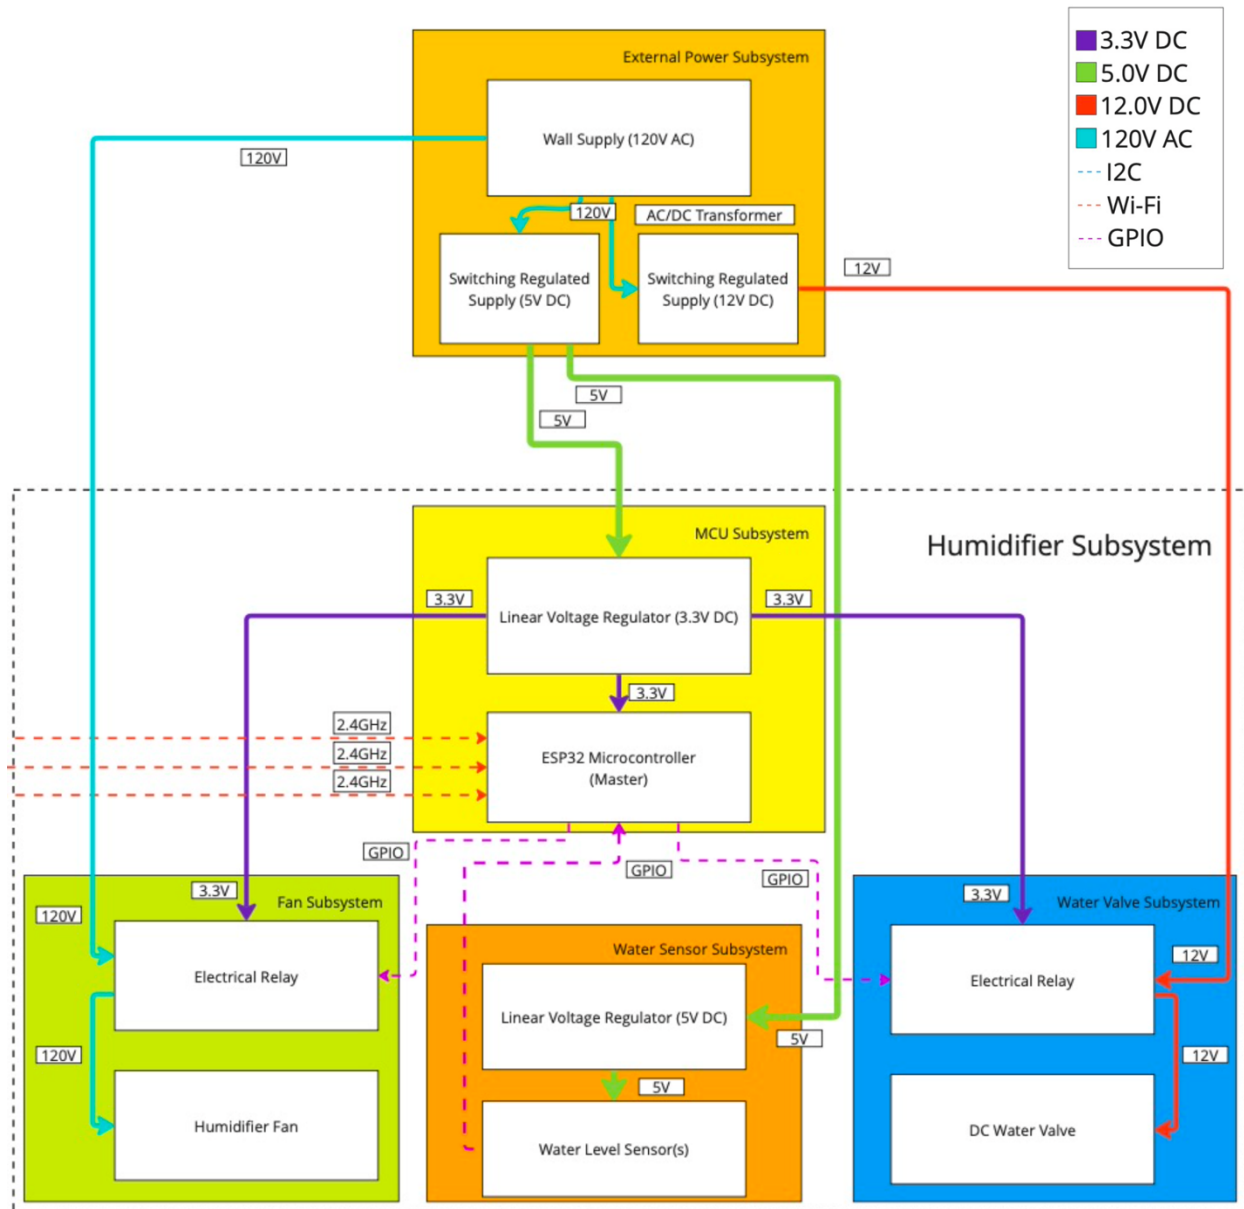 External Power Subsystem
Wall Supply (120V AC)
120V
120V
AC/DC Transformer
Switching Regulated
Supply (5V DC)
Switching Regulated
Supply (12V DC)
12V
3.3V DC
5.0V DC
12.0V DC
120V AC
I2C
Wi-Fi
GPIO
5V
5V
Humidifier Subsystem
MCU Subsystem
Linear Voltage Regulator (3.3V DC)
3.3V
3.3V
3.3V
ESP32 Microcontroller
(Master)
2.4GHz
2.4GHz
2.4GHz
GPIO
GPIO
GPIO
Fan Subsystem
3.3V
120V
Electrical Relay
120V
Humidifier Fan
Water Sensor Subsystem
Linear Voltage Regulator (5V DC)
5V
5V
Water Level Sensor(s)
Water Valve Subsystem
3.3V
Electrical Relay
12V
12V
DC Water Valve